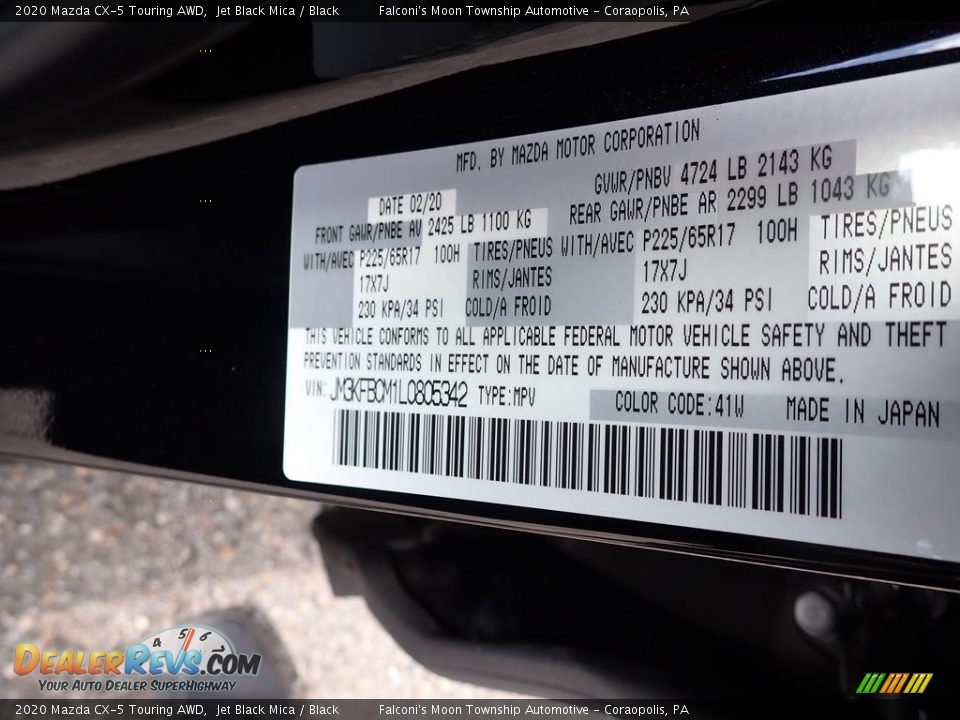 2020 Mazda CX-5 Touring AWD, Jet Black Mica / Black Falconi's Moon Township Automotive - Coraopolis, PA
MFD. BY MAZDA MOTOR CORPORATION
DATE 02/20 GVWR/PNBV 4724 LB 2143 KG
FRONT GAWR/PNBE AV 2425 LB 1100 KG REAR GAWR/PNBE AR 2299 LB 1043 KG
WITH/AVEC P225/65R17 100H TIRES/PNEUS WITH/AVEC P225/65R17 100H TIRES/PNEUS
17X7J RIMS/JANTES 17X7J RIMS/JANTES
230 KPA/34 PSI COLD/A FROID 230 KPA/34 PSI COLD/A FROID
THIS VEHICLE CONFORMS TO ALL APPLICABLE FEDERAL MOTOR VEHICLE SAFETY AND THEFT
PREVENTION STANDARDS IN EFFECT ON THE DATE OF MANUFACTURE SHOWN ABOVE.
VIN: JM3KFBCM1L0805342 TYPE:MPV COLOR CODE:41W MADE IN JAPAN
4 5 6
DEALERREVS.COM
YOUR AUTO DEALER SUPERHIGHWAY
2020 Mazda CX-5 Touring AWD, Jet Black Mica / Black Falconi's Moon Township Automotive - Coraopolis, PA